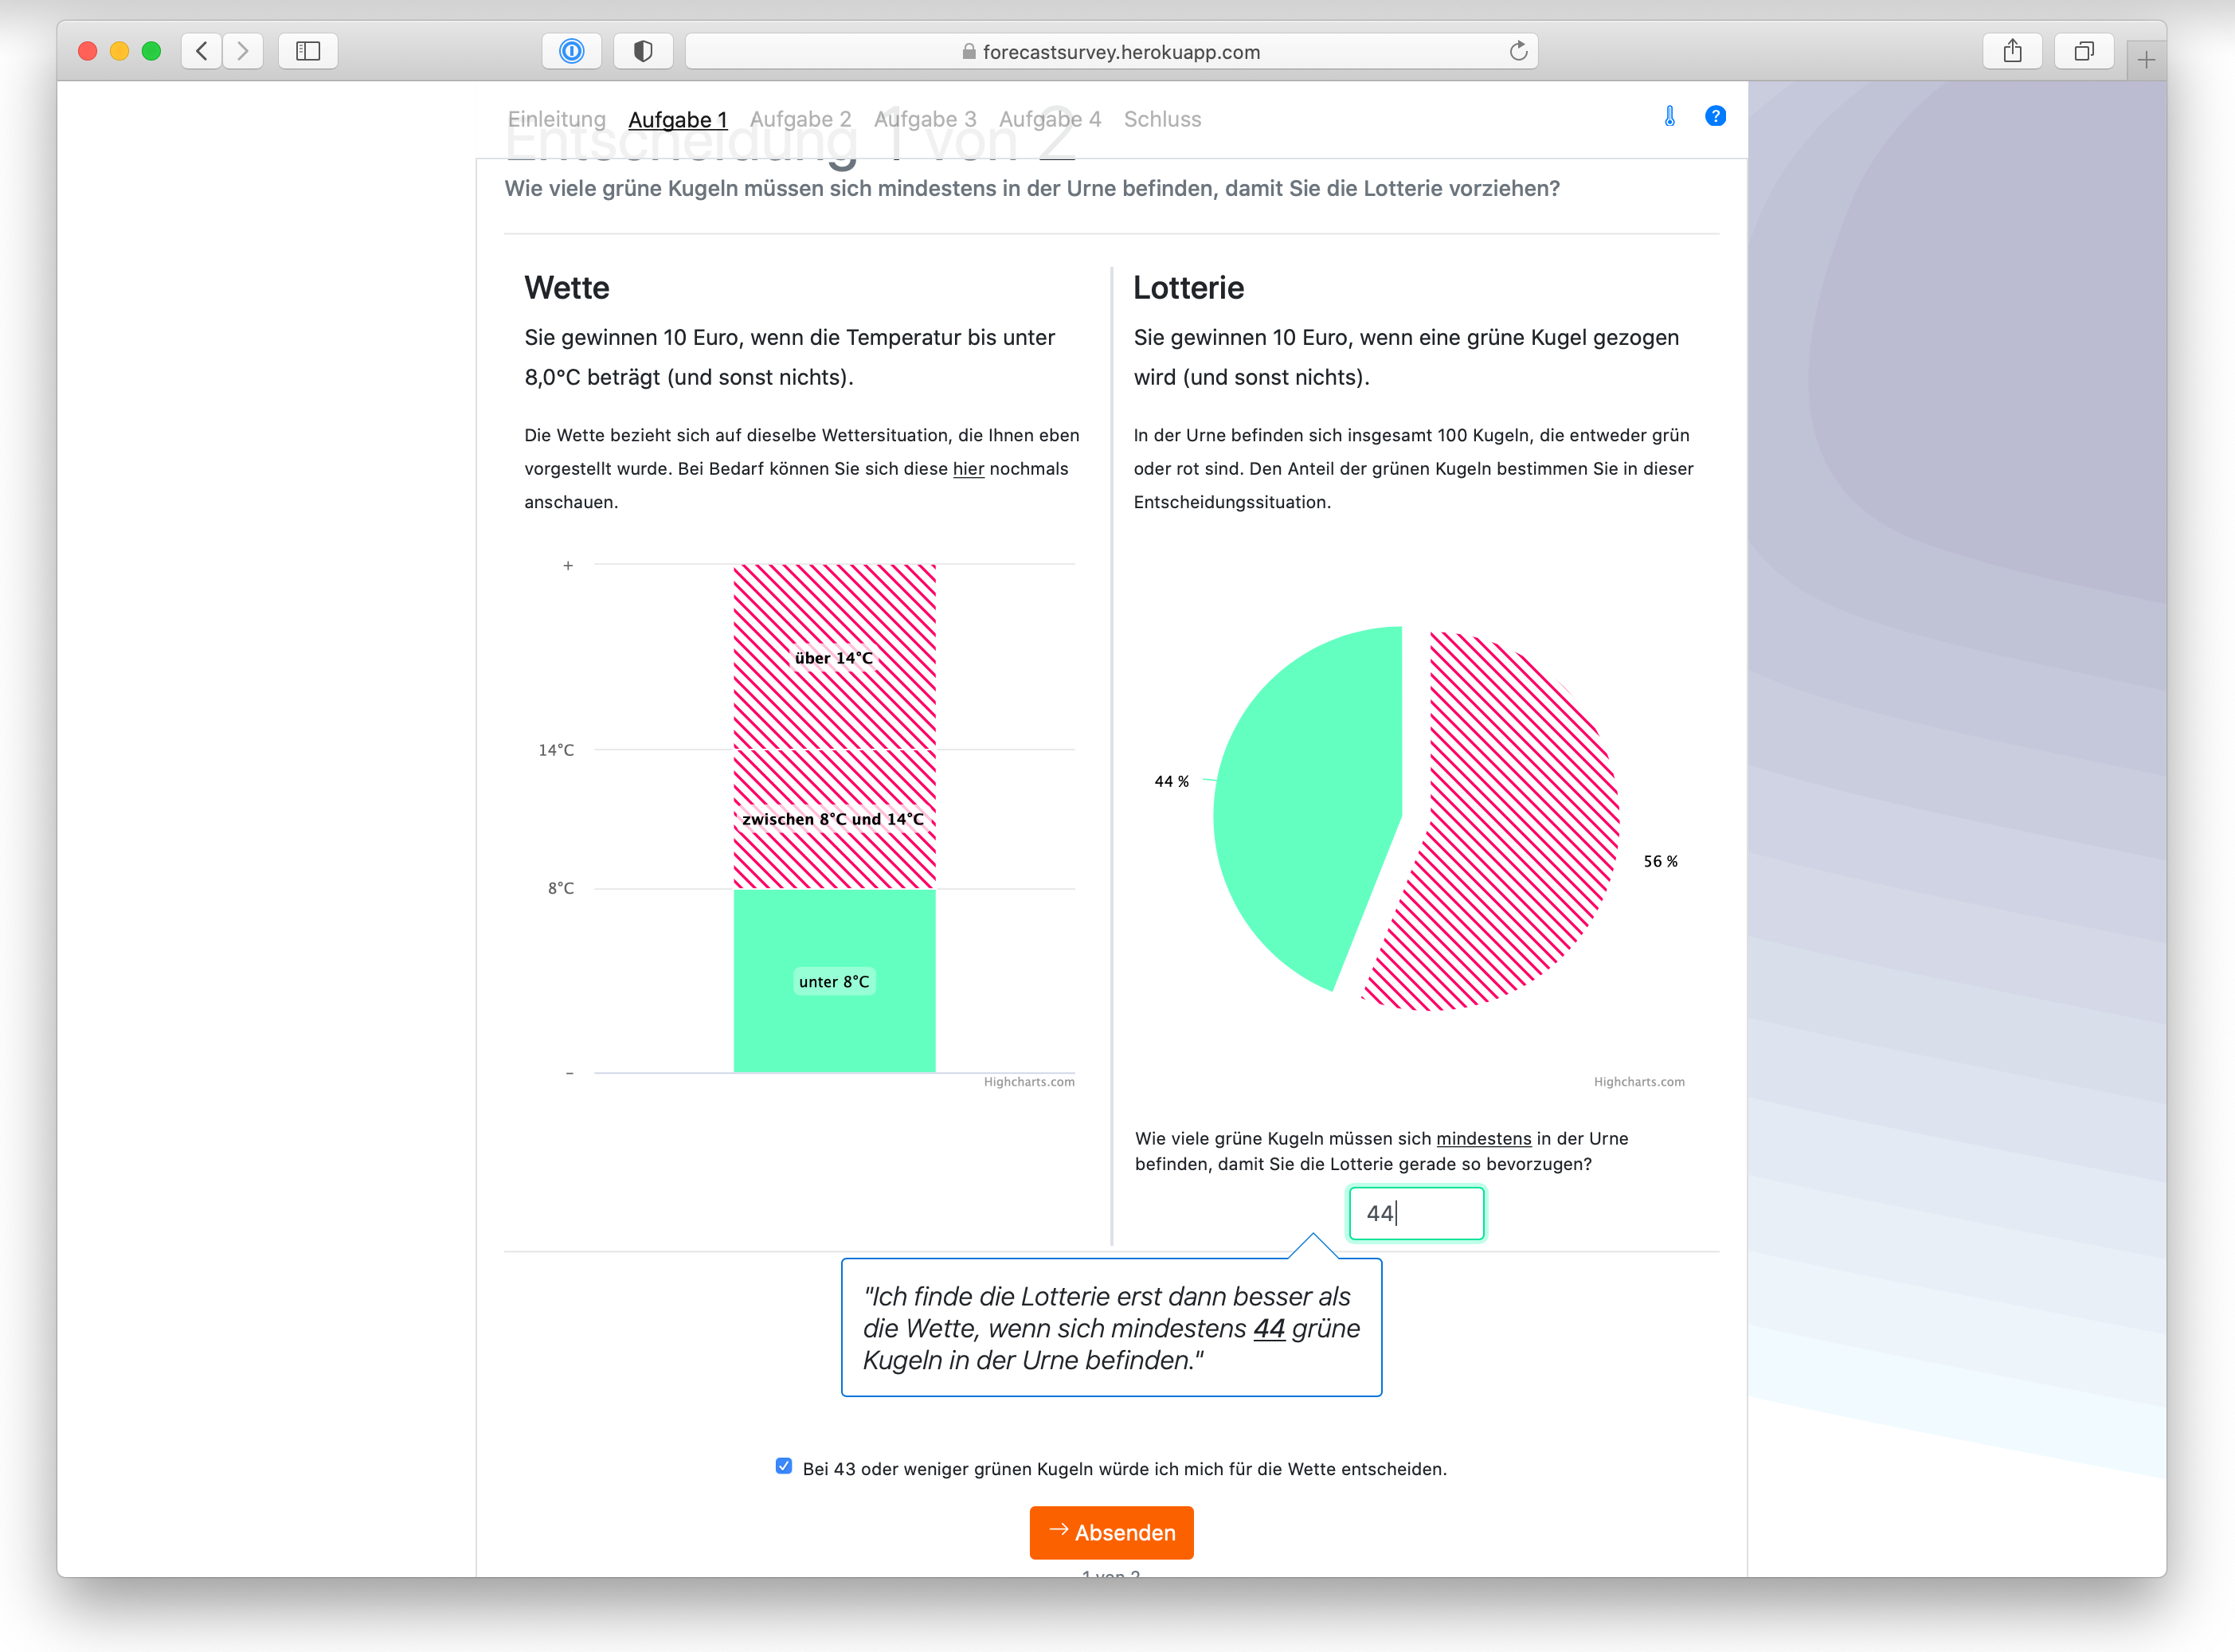 forecastsurvey.herokuapp.com
Einleitung Aufgabe 1 Aufgabe 2 Aufgabe 3 Aufgabe 4 Schluss
Entscheidung 1 von 2
Wie viele grüne Kugeln müssen sich mindestens in der Urne befinden, damit Sie die Lotterie vorziehen?
Wette
Sie gewinnen 10 Euro, wenn die Temperatur bis unter
8,0°C beträgt (und sonst nichts).
Die Wette bezieht sich auf dieselbe Wettersituation, die Ihnen eben
vorgestellt wurde. Bei Bedarf können Sie sich diese hier nochmals
anschauen.
+
über 14°C
14°C
zwischen 8°C und 14°C
8°C
unter 8°C
–
Highcharts.com
Lotterie
Sie gewinnen 10 Euro, wenn eine grüne Kugel gezogen
wird (und sonst nichts).
In der Urne befinden sich insgesamt 100 Kugeln, die entweder grün
oder rot sind. Den Anteil der grünen Kugeln bestimmen Sie in dieser
Entscheidungssituation.
44 %
56 %
Highcharts.com
Wie viele grüne Kugeln müssen sich mindestens in der Urne
befinden, damit Sie die Lotterie gerade so bevorzugen?
44
"Ich finde die Lotterie erst dann besser als
die Wette, wenn sich mindestens 44 grüne
Kugeln in der Urne befinden."
Bei 43 oder weniger grünen Kugeln würde ich mich für die Wette entscheiden.
→ Absenden
1 von 2